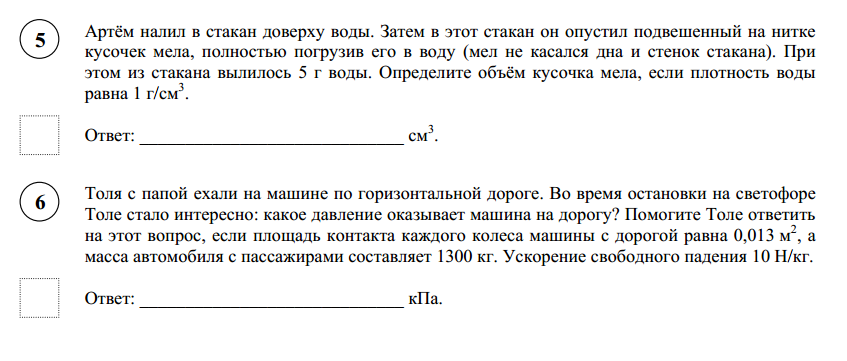 5
Артём налил в стакан доверху воды. Затем в этот стакан он опустил подвешенный на нитке
кусочек мела, полностью погрузив его в воду (мел не касался дна и стенок стакана). При
этом из стакана вылилось 5 г воды. Определите объём кусочка мела, если плотность воды
равна 1 г/см³.
Ответ: ______________________________ см³.
6
Толя с папой ехали на машине по горизонтальной дороге. Во время остановки на светофоре
Толе стало интересно: какое давление оказывает машина на дорогу? Помогите Толе ответить
на этот вопрос, если площадь контакта каждого колеса машины с дорогой равна 0,013 м², а
масса автомобиля с пассажирами составляет 1300 кг. Ускорение свободного падения 10 Н/кг.
Ответ: ______________________________ кПа.